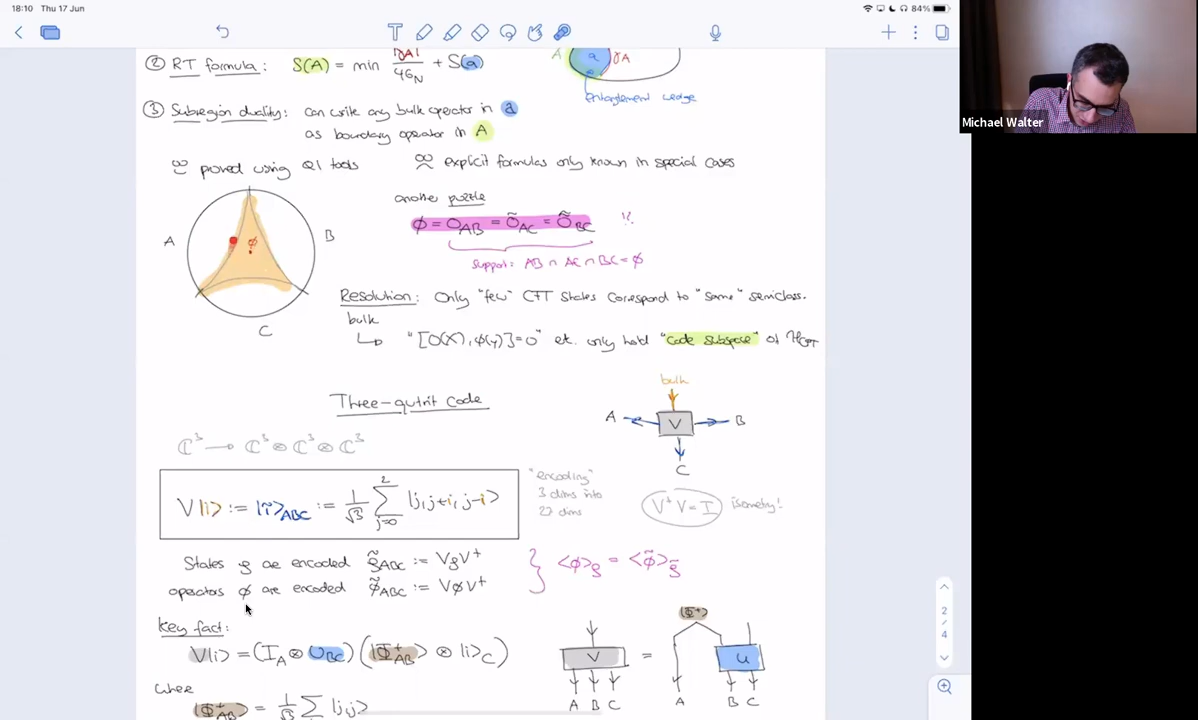 18:10 Thu 17 Jun
84%
Michael Walter
② RT formula: S(A) = min |γA| / 4G_N + S(a)
A a γA
entanglement wedge
③ Subregion duality: can write any bulk operator in a
as boundary operator in A
proved using QI tools
explicit formulas only known in special cases
another puzzle
ϕ = O_AB = Õ_AC = Õ_BC !?
support: AB ∩ AC ∩ BC = ∅
A ϕ B
C
Resolution: Only "few" CFT states correspond to "same" semiclass.
bulk
↳ "[O(x), ϕ(y)]=0" etc. only hold "code subspace" of H_CFT
Three-qutrit code
bulk
A V B
C
ℂ³ → ℂ³ ⊗ ℂ³ ⊗ ℂ³
V|i> := |ĩ>_ABC := 1/√3 ∑_{j=0}^{2} |j, j+i, j-i>
"encoding"
3 dims into
27 dims
V†V = I isometry!
States ρ are encoded ρ̃_ABC := VρV†
operators ϕ are encoded ϕ̃_ABC := VϕV†
} <ϕ>_ρ = <ϕ̃>_ρ̃
2
/
4
Key fact:
V|i> = (I_A ⊗ U_BC) (|Φ⁺_AB> ⊗ |i>_C)
|Φ⁺>
V = U
A B C A B C
where
|Φ⁺_AB> = 1/√3 ∑ |j,j>